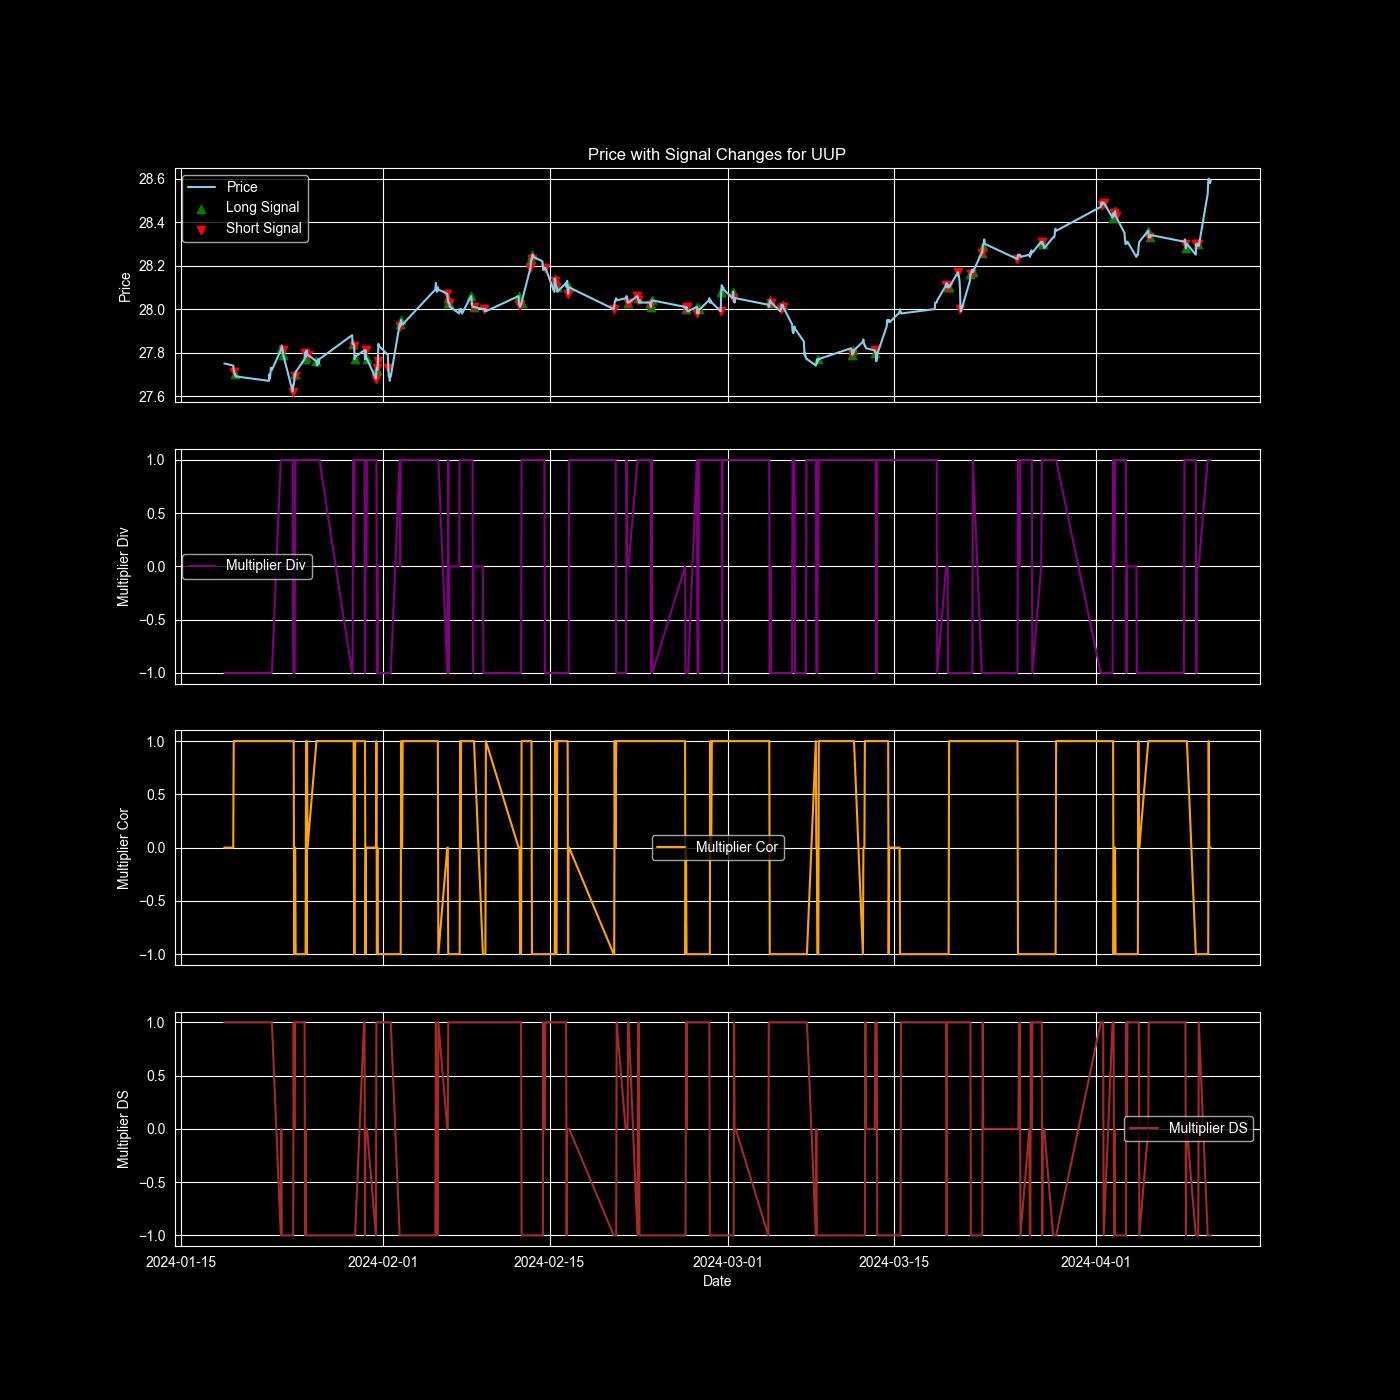 Price with Signal Changes for UUP
28.6
28.4
28.2
28.0
27.8
27.6
Price
Price
Long Signal
Short Signal
1.0
0.5
0.0
−0.5
−1.0
Multiplier Div
Multiplier Div
1.0
0.5
0.0
−0.5
−1.0
Multiplier Cor
Multiplier Cor
1.0
0.5
0.0
−0.5
−1.0
Multiplier DS
Multiplier DS
2024-01-15 2024-02-01 2024-02-15 2024-03-01 2024-03-15 2024-04-01
Date